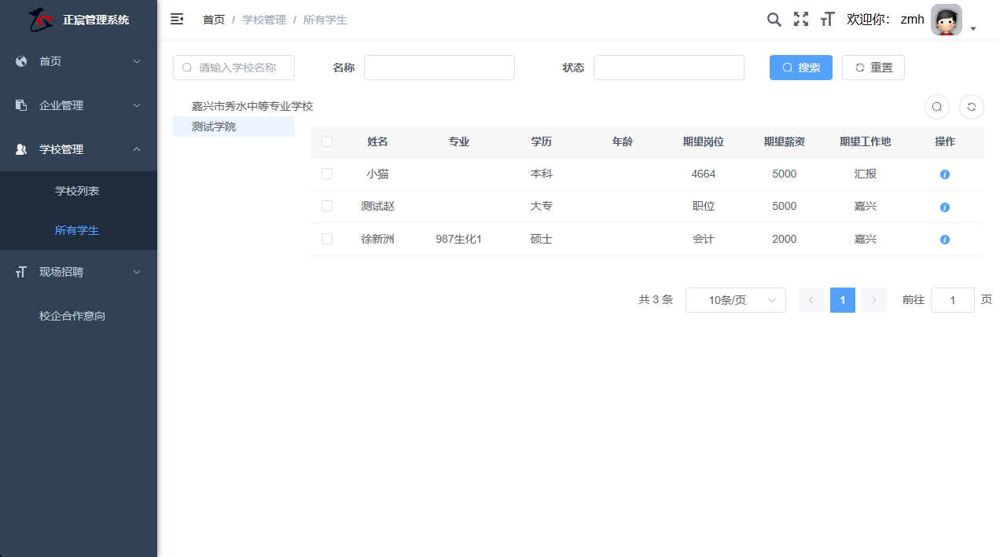 正宸管理系统
首页 / 学校管理 / 所有学生
欢迎你: zmh
首页
企业管理
学校管理
学校列表
所有学生
现场招聘
校企合作意向
请输入学校名称
名称
状态
搜索
重置
嘉兴市秀水中等专业学校
测试学院
姓名 专业 学历 年龄 期望岗位 期望薪资 期望工作地 操作
小猫 本科 4664 5000 汇报
测试赵 大专 职位 5000 嘉兴
徐新洲 987生化1 硕士 会计 2000 嘉兴
共 3 条 10条/页 1 前往 1 页